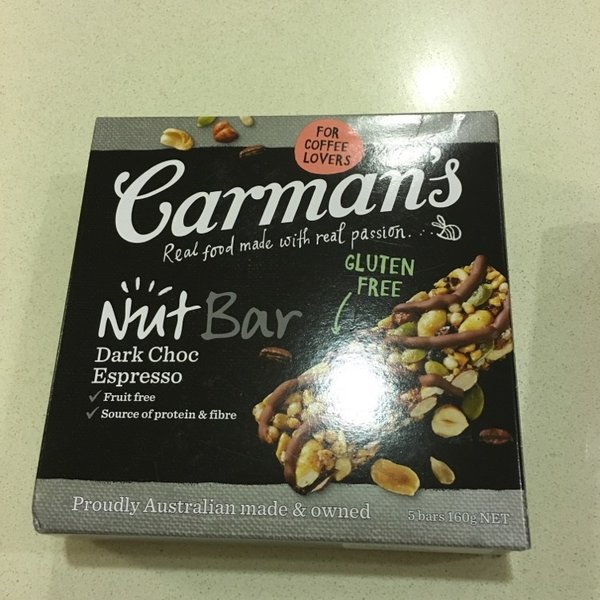 FOR
COFFEE
LOVERS
Carman's
Real food made with real passion...
GLUTEN
FREE
Nut Bar
Dark Choc
Espresso
✓ Fruit free
✓ Source of protein & fibre
Proudly Australian made & owned
5 bars 160g NET